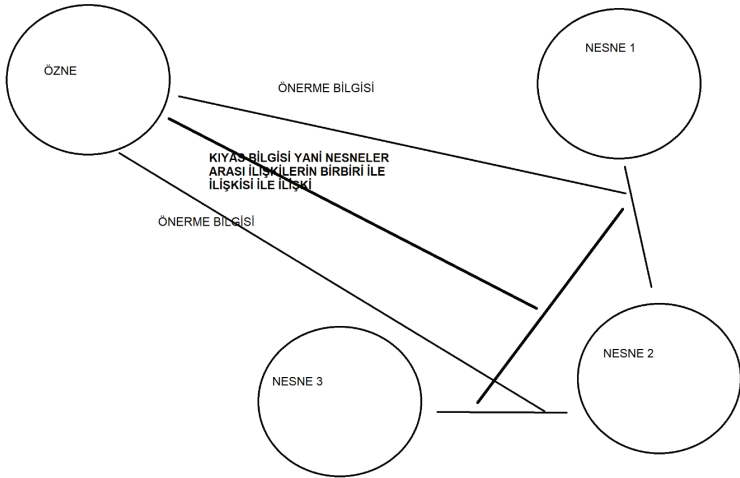 ÖZNE
NESNE 1
ÖNERME BİLGİSİ
KIYAS BİLGİSİ YANİ NESNELER
ARASI İLİŞKİLERİN BİRBİRİ İLE
İLİŞKİSİ İLE İLİŞKİ
ÖNERME BİLGİSİ
NESNE 2
NESNE 3